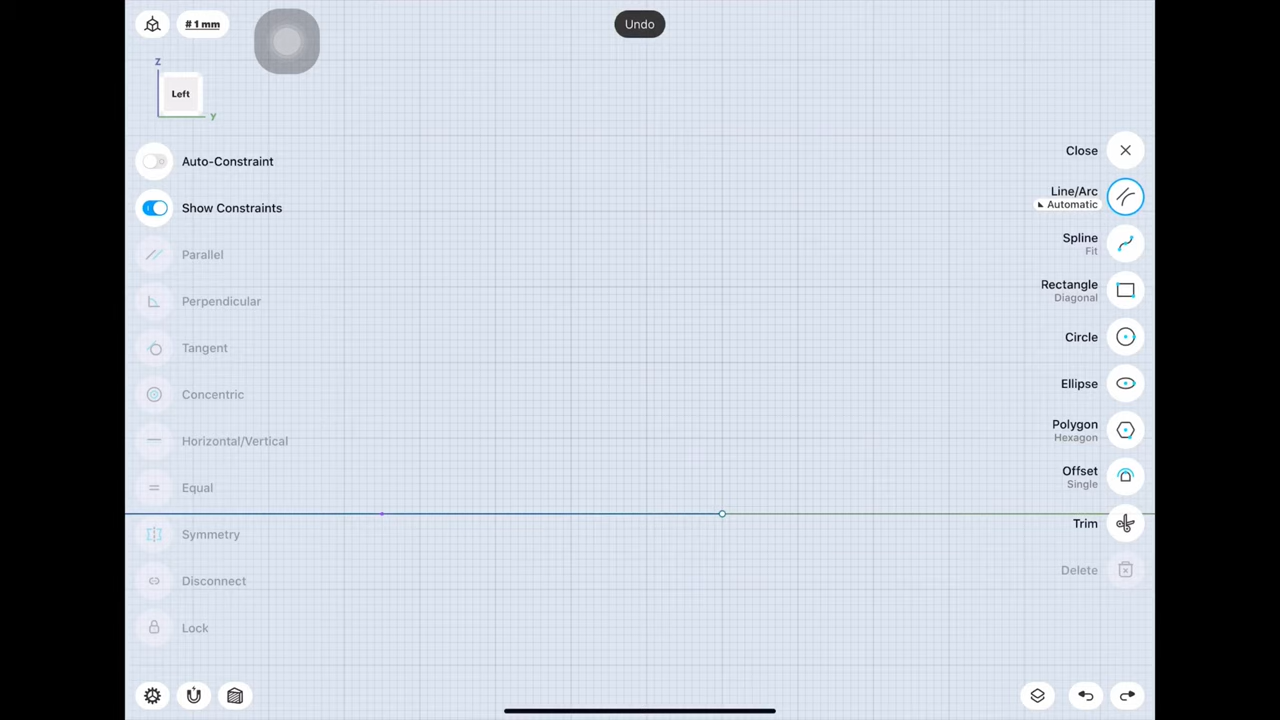 # 1 mm
Undo
Z
Left
y
Auto-Constraint
Show Constraints
Parallel
Perpendicular
Tangent
Concentric
Horizontal/Vertical
Equal
Symmetry
Disconnect
Lock
Close
Line/Arc
Automatic
Spline
Fit
Rectangle
Diagonal
Circle
Ellipse
Polygon
Hexagon
Offset
Single
Trim
Delete